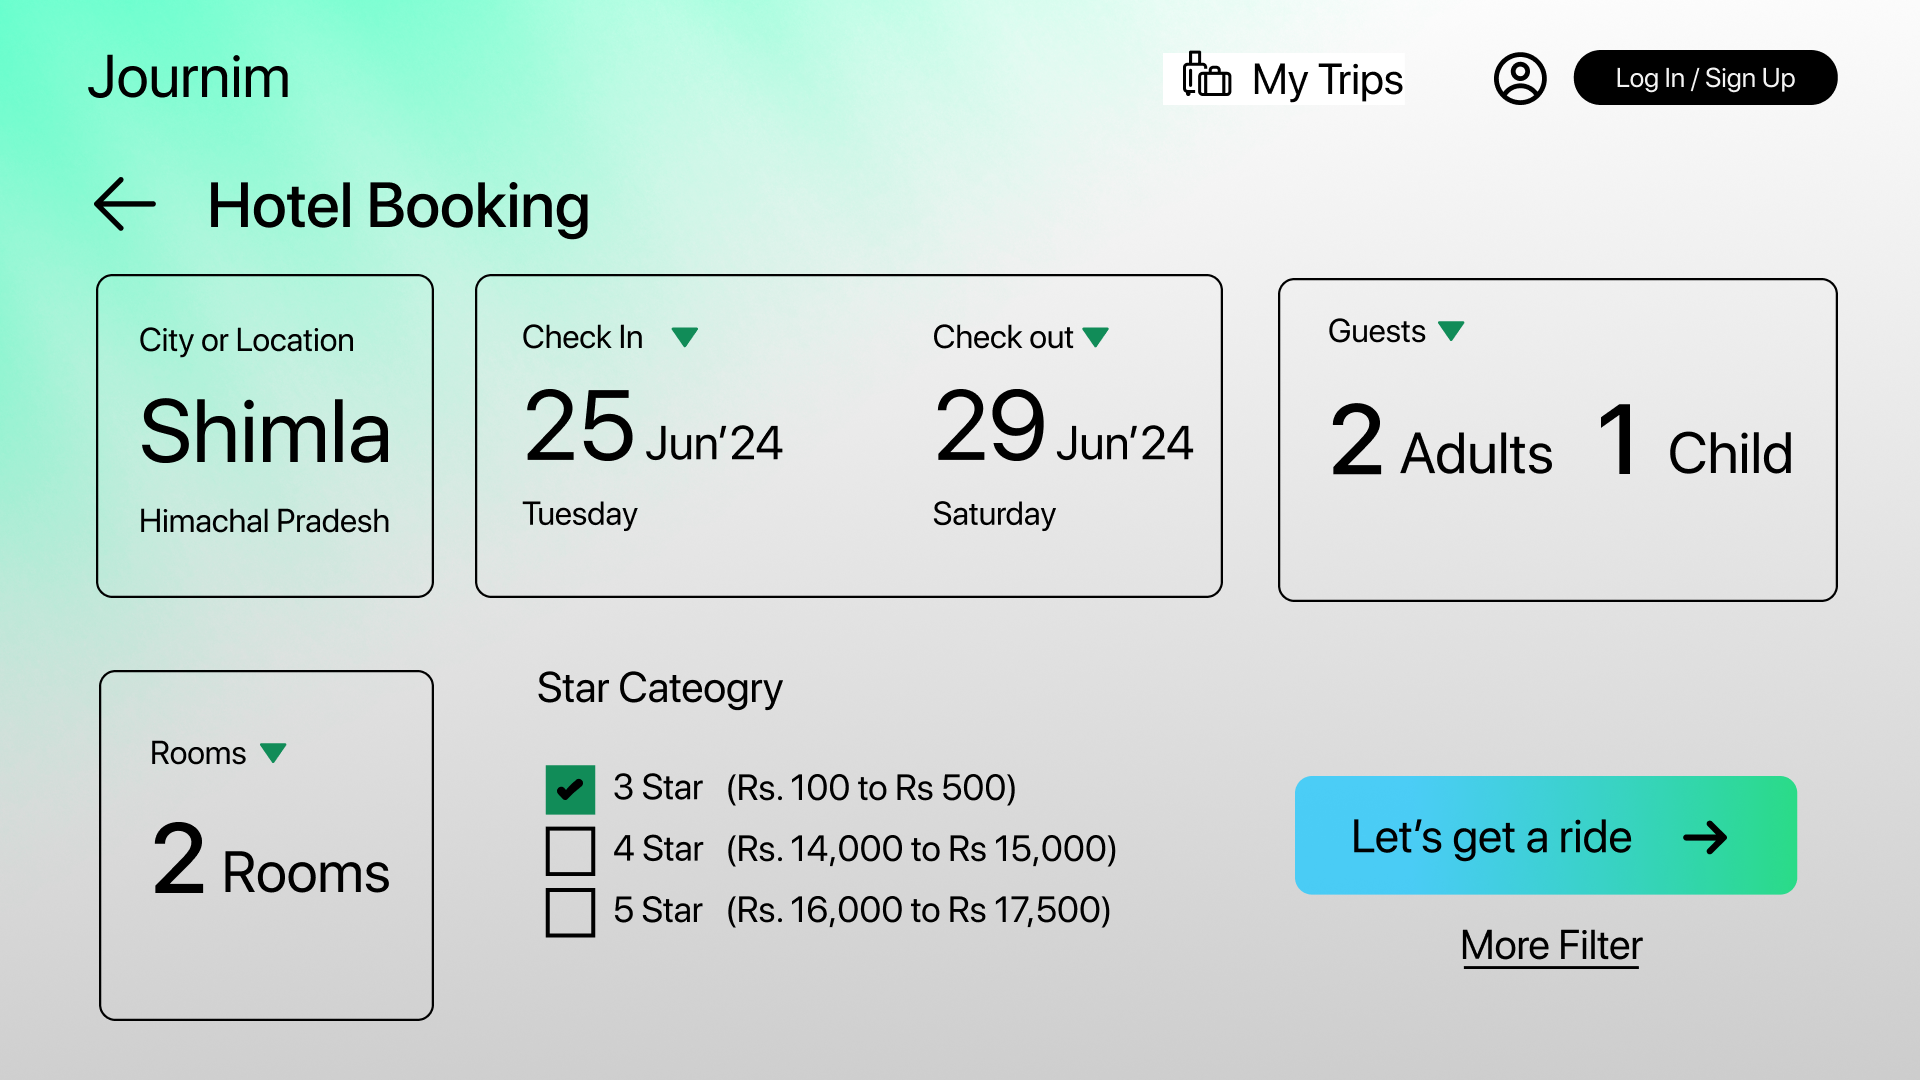 Journim
My Trips
Log In / Sign Up
Hotel Booking
City or Location
Shimla
Himachal Pradesh
Check In
25 Jun’24
Tuesday
Check out
29 Jun’24
Saturday
Guests
2 Adults 1 Child
Rooms
2 Rooms
Star Cateogry
3 Star (Rs. 100 to Rs 500)
4 Star (Rs. 14,000 to Rs 15,000)
5 Star (Rs. 16,000 to Rs 17,500)
Let’s get a ride
More Filter